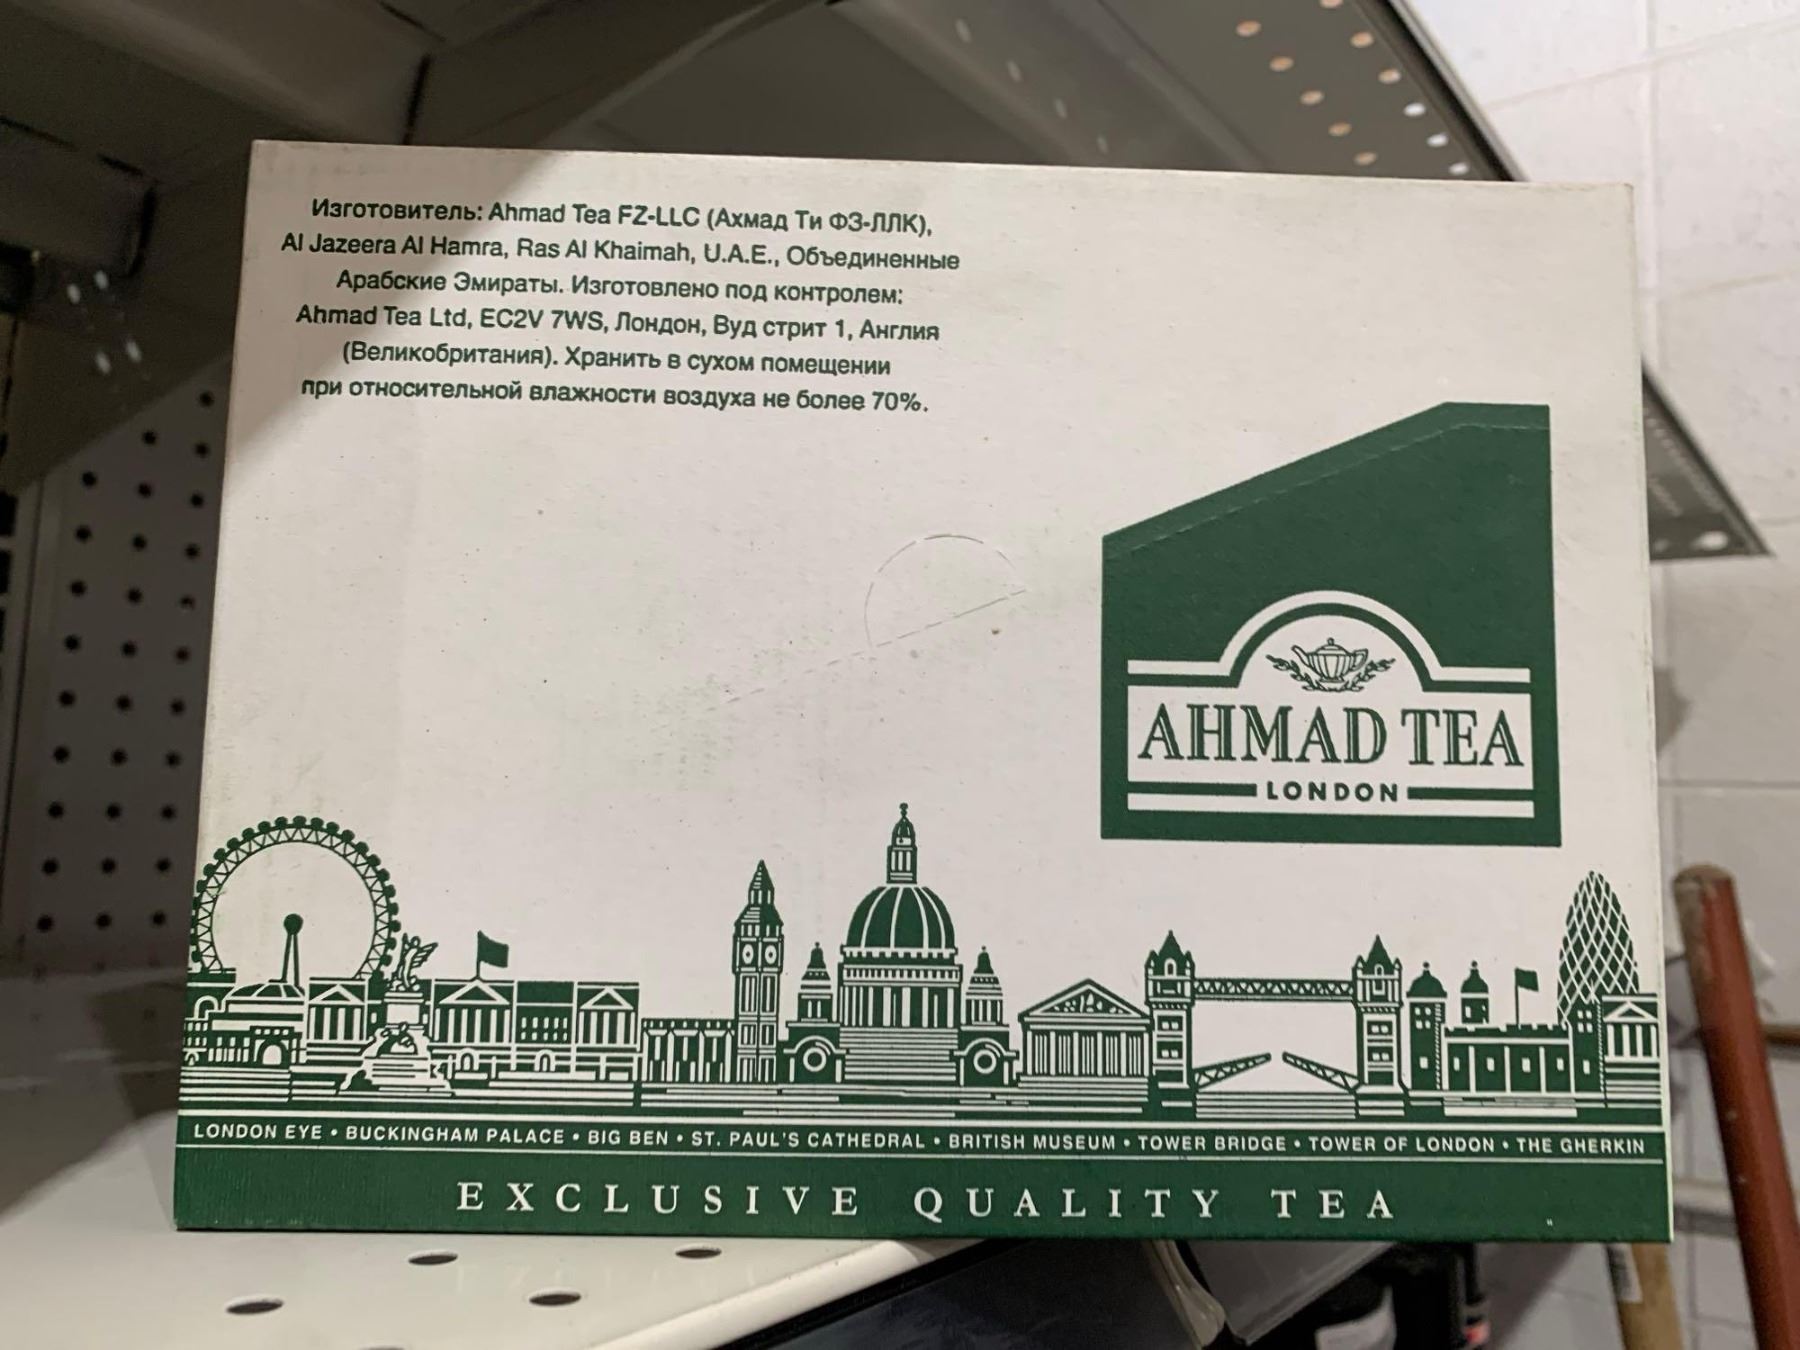 Изготовитель: Ahmad Tea FZ-LLC (Ахмад Ти ФЗ-ЛЛК),
Al Jazeera Al Hamra, Ras Al Khaimah, U.A.E., Объединенные
Арабские Эмираты. Изготовлено под контролем:
Ahmad Tea Ltd, EC2V 7WS, Лондон, Вуд стрит 1, Англия
(Великобритания). Хранить в сухом помещении
при относительной влажности воздуха не более 70%.
AHMAD TEA
LONDON
LONDON EYE • BUCKINGHAM PALACE • BIG BEN • ST. PAUL'S CATHEDRAL • BRITISH MUSEUM • TOWER BRIDGE • TOWER OF LONDON • THE GHERKIN
EXCLUSIVE QUALITY TEA